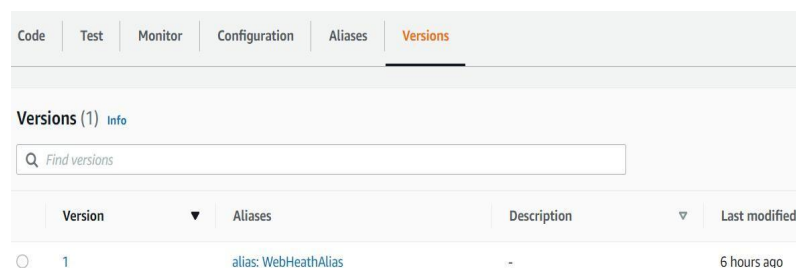 Code Test Monitor Configuration Aliases Versions
Versions (1) Info
Find versions
Version Aliases Description Last modified
1 alias: WebHeathAlias - 6 hours ago